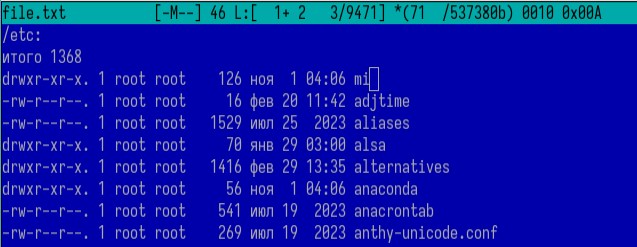 file.txt [-M--] 46 L:[ 1+ 2 3/9471] *(71 /537380b) 0010 0x00A
/etc:
итого 1368
drwxr-xr-x. 1 root root 126 ноя 1 04:06 mi
-rw-r--r--. 1 root root 16 фев 20 11:42 adjtime
-rw-r--r--. 1 root root 1529 июл 25 2023 aliases
drwxr-xr-x. 1 root root 70 янв 29 03:00 alsa
drwxr-xr-x. 1 root root 1416 фев 29 13:35 alternatives
drwxr-xr-x. 1 root root 56 ноя 1 04:06 anaconda
-rw-r--r--. 1 root root 541 июл 19 2023 anacrontab
-rw-r--r--. 1 root root 269 июл 19 2023 anthy-unicode.conf